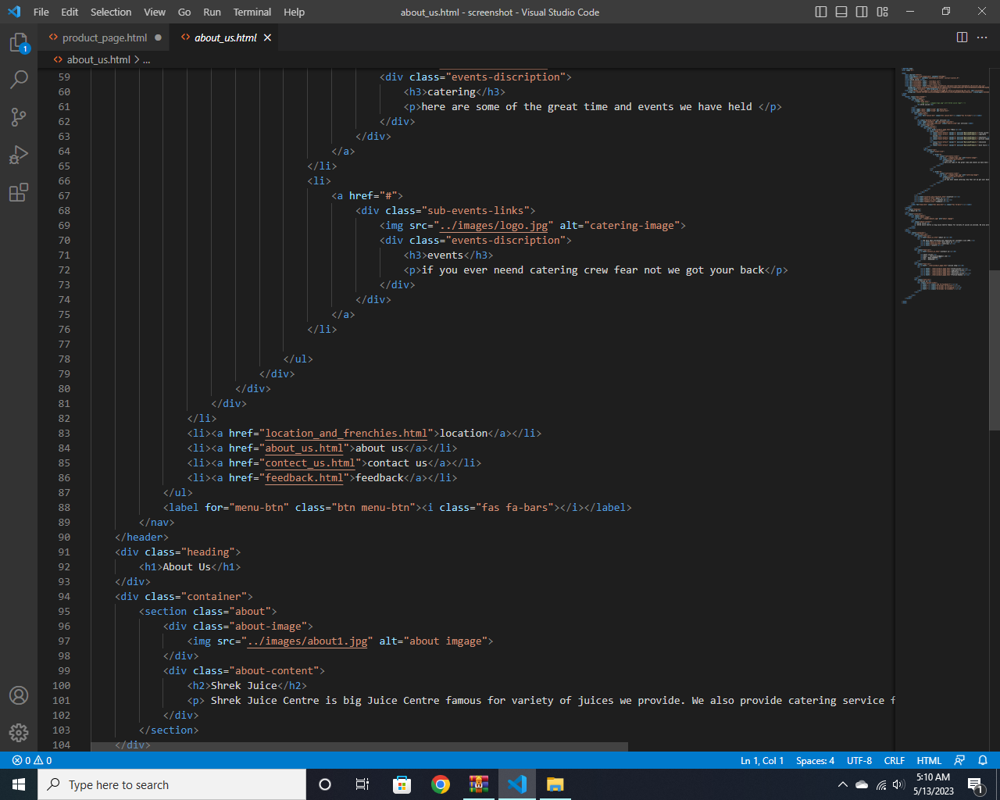 File Edit Selection View Go Run Terminal Help about_us.html - screenshot - Visual Studio Code
product_page.html about_us.html
about_us.html > ...
59 <div class="events-discription">
60 <h3>catering</h3>
61 <p>here are some of the great time and events we have held </p>
62 </div>
63 </div>
64 </a>
65 </li>
66 <li>
67 <a href="#">
68 <div class="sub-events-links">
69 <img src="../images/logo.jpg" alt="catering-image">
70 <div class="events-discription">
71 <h3>events</h3>
72 <p>if you ever neend catering crew fear not we got your back</p>
73 </div>
74 </div>
75 </a>
76 </li>
77
78 </ul>
79 </div>
80 </div>
81 </div>
82 </li>
83 <li><a href="location_and_frenchies.html">location</a></li>
84 <li><a href="about_us.html">about us</a></li>
85 <li><a href="contect_us.html">contact us</a></li>
86 <li><a href="feedback.html">feedback</a></li>
87 </ul>
88 <label for="menu-btn" class="btn menu-btn"><i class="fas fa-bars"></i></label>
89 </nav>
90 </header>
91 <div class="heading">
92 <h1>About Us</h1>
93 </div>
94 <div class="container">
95 <section class="about">
96 <div class="about-image">
97 <img src="../images/about1.jpg" alt="about imgage">
98 </div>
99 <div class="about-content">
100 <h2>Shrek Juice</h2>
101 <p> Shrek Juice Centre is big Juice Centre famous for variety of juices we provide. We also provide catering service f
102 </div>
103 </section>
104 </div>
0 0 Ln 1, Col 1 Spaces: 4 UTF-8 CRLF HTML
Type here to search
5:10 AM
5/13/2023
1
1